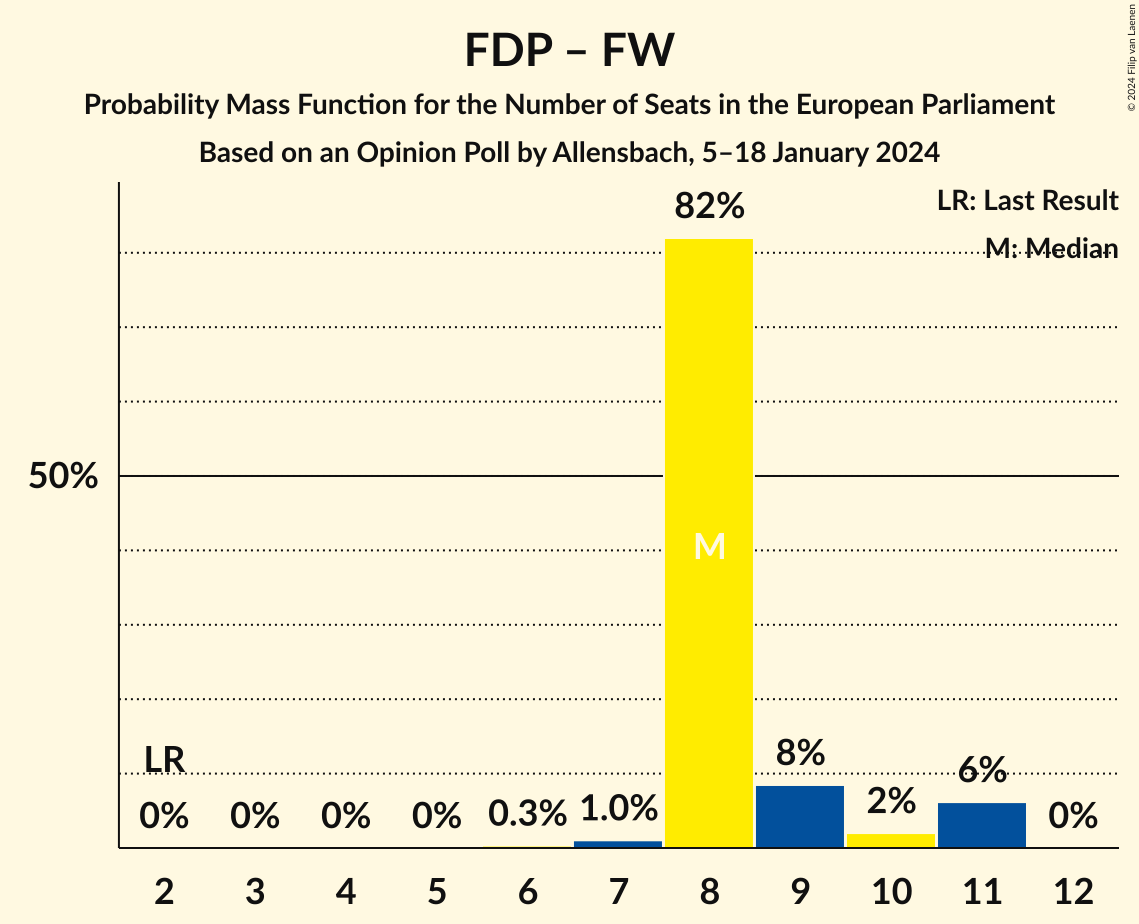 FDP – FW
Probability Mass Function for the Number of Seats in the European Parliament
Based on an Opinion Poll by Allensbach, 5–18 January 2024
© 2024 Filip van Laenen
LR: Last Result
M: Median
82%
50%
M
LR
0% 0% 0% 0% 0.3% 1.0% 8% 2% 6% 0%
2 3 4 5 6 7 8 9 10 11 12